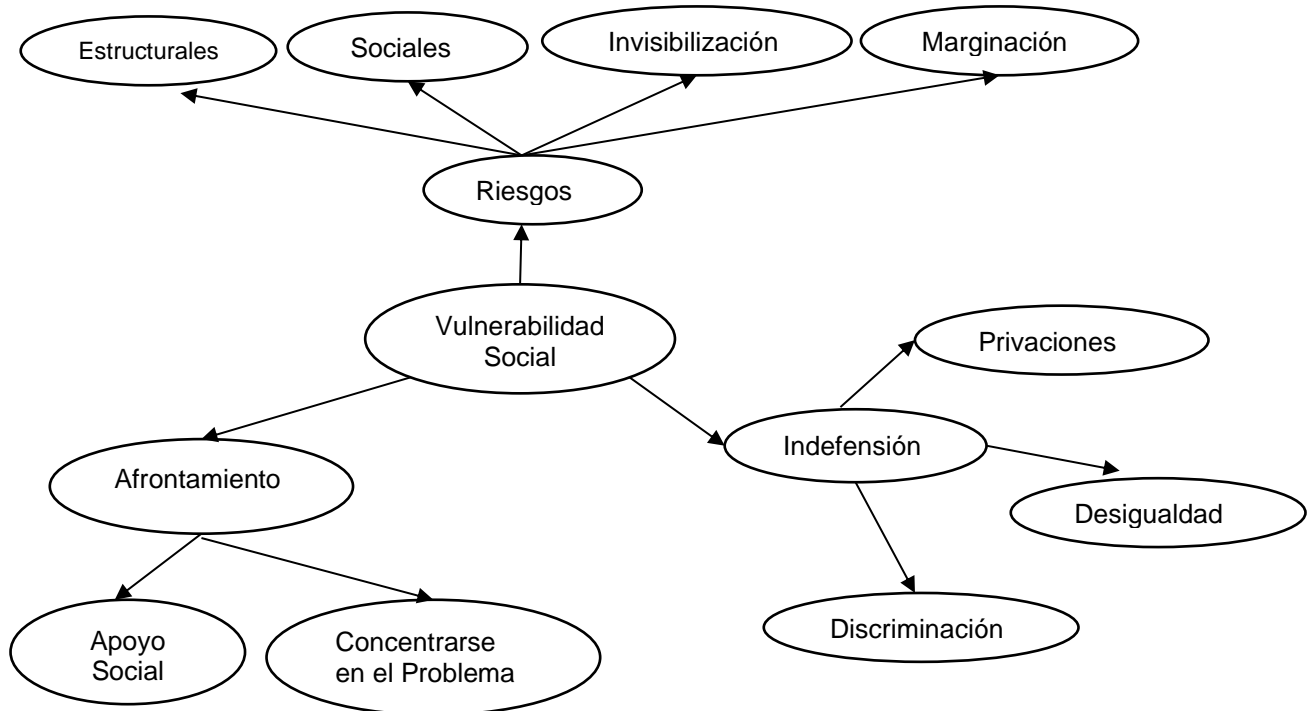 Estructurales
Sociales
Invisibilización
Marginación
Riesgos
Vulnerabilidad
Social
Privaciones
Indefensión
Afrontamiento
Desigualdad
Discriminación
Apoyo
Social
Concentrarse
en el Problema